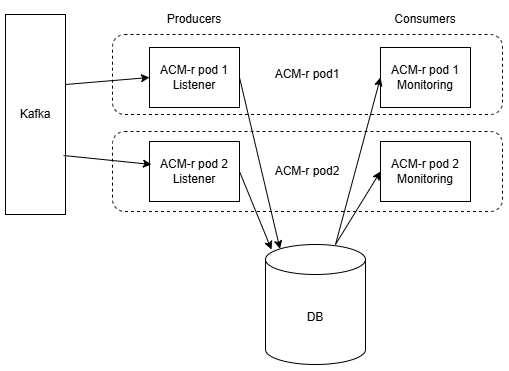 Producers
Consumers
Kafka
ACM-r pod 1
Listener
ACM-r pod1
ACM-r pod 1
Monitoring
ACM-r pod 2
Listener
ACM-r pod2
ACM-r pod 2
Monitoring
DB